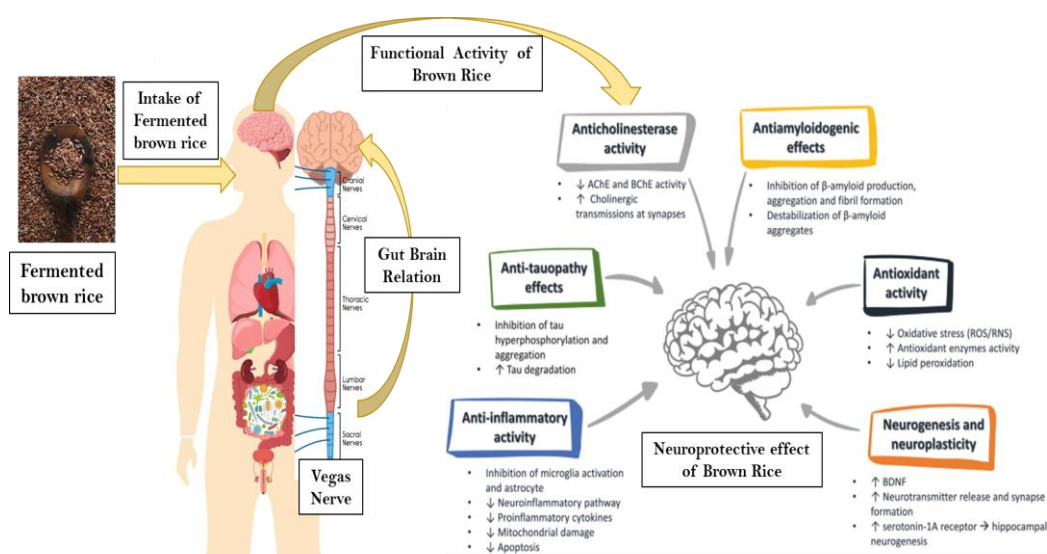 Functional Activity of
Brown Rice
Intake of
Fermented
brown rice
Fermented
brown rice
Cranial
Nerves
Cervical
Nerves
Thoracic
Nerves
Lumbar
Nerves
Sacral
Nerves
Gut Brain
Relation
Vegas
Nerve
Anticholinesterase
activity
• ↓ AChE and BChE activity
• ↑ Cholinergic
transmissions at synapses
Antiamyloidogenic
effects
• Inhibition of β-amyloid production,
aggregation and fibril formation
• Destabilization of β-amyloid
aggregates
Anti-tauopathy
effects
• Inhibition of tau
hyperphosphorylation and
aggregation
• ↑ Tau degradation
Antioxidant
activity
• ↓ Oxidative stress (ROS/RNS)
• ↑ Antioxidant enzymes activity
• ↓ Lipid peroxidation
Anti-inflammatory
activity
• Inhibition of microglia activation
and astrocyte
• ↓ Neuroinflammatory pathway
• ↓ Proinflammatory cytokines
• ↓ Mitochondrial damage
• ↓ Apoptosis
Neuroprotective effect
of Brown Rice
Neurogenesis and
neuroplasticity
• ↑ BDNF
• ↑ Neurotransmitter release and synapse
formation
• ↑ serotonin-1A receptor → hippocampal
neurogenesis